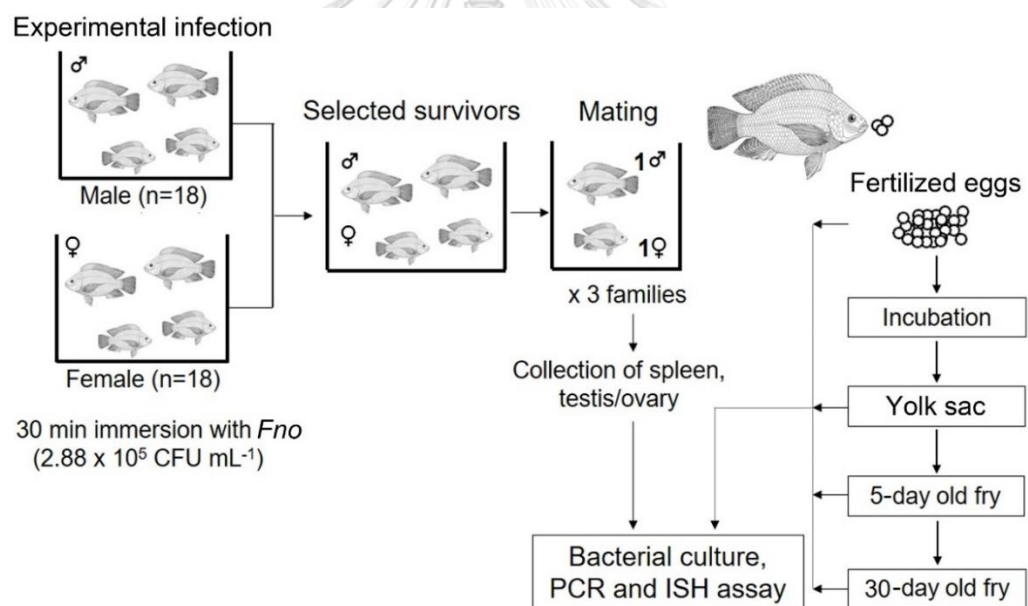 Experimental infection
♂
Male (n=18)
♀
Female (n=18)
30 min immersion with Fno
(2.88 x 10⁵ CFU mL⁻¹)
Selected survivors
♂
♀
Mating
1♂
1♀
x 3 families
Collection of spleen,
testis/ovary
Bacterial culture,
PCR and ISH assay
Fertilized eggs
Incubation
Yolk sac
5-day old fry
30-day old fry